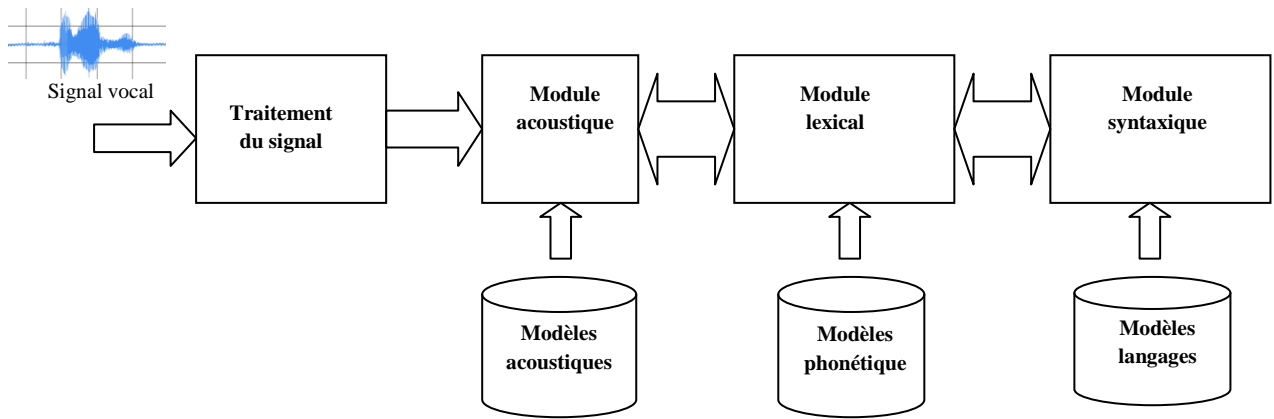 Signal vocal
Traitement
du signal
Module
acoustique
Module
lexical
Module
syntaxique
Modèles
acoustiques
Modèles
phonétique
Modèles
langages